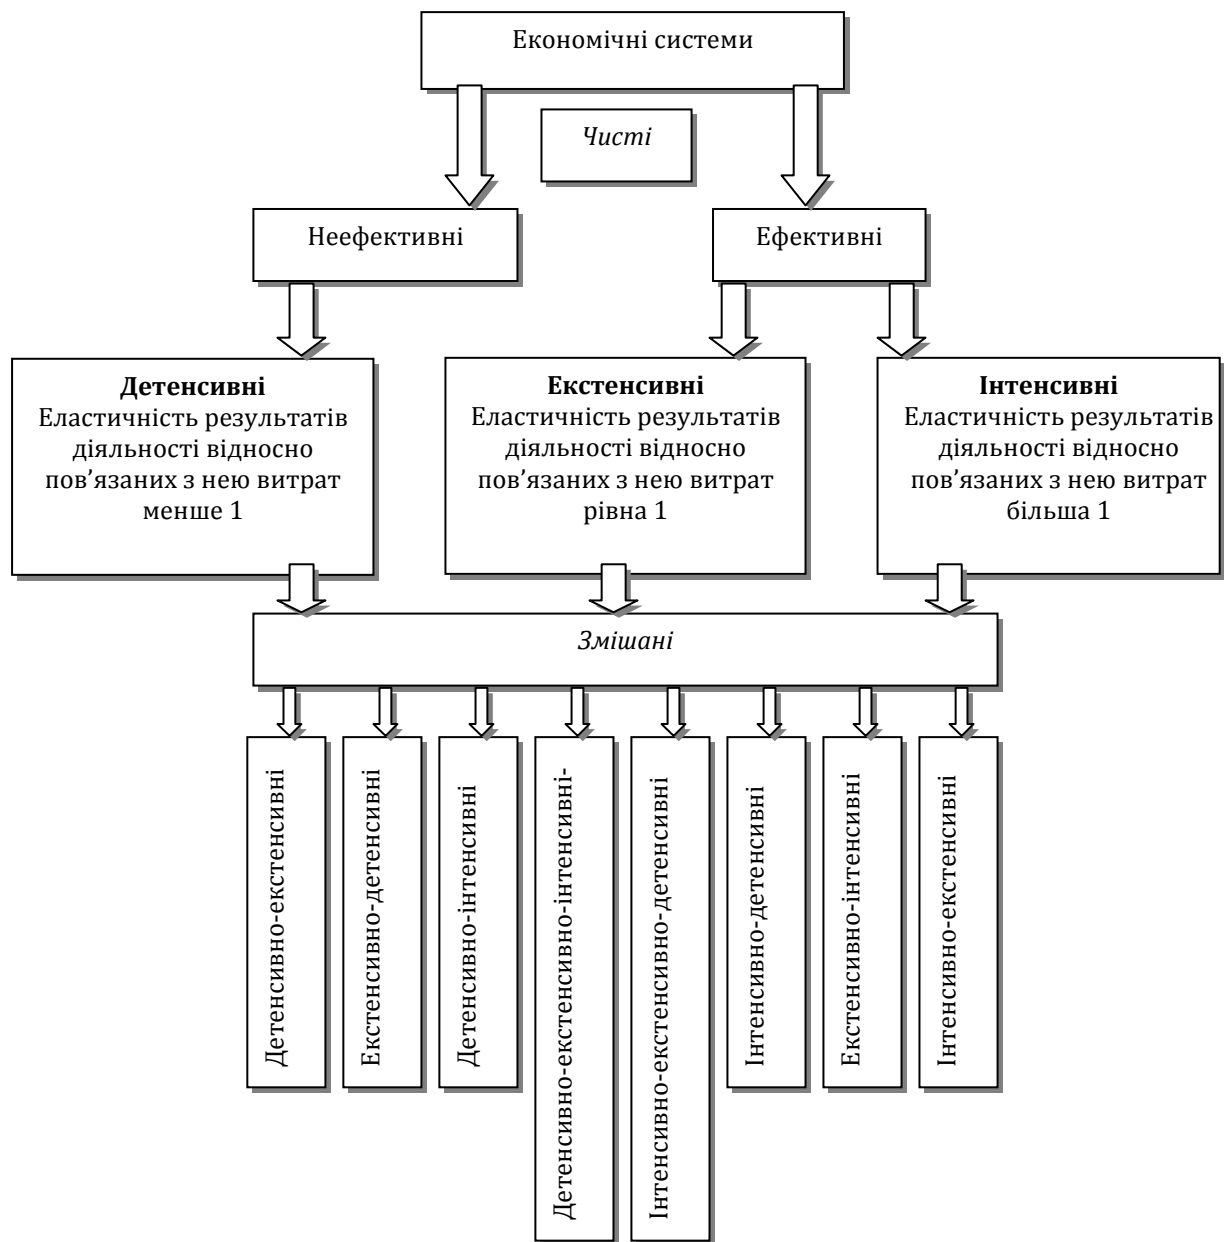 Економічні системи
Чисті
Неефективні
Ефективні
Детенсивні
Еластичність результатів
діяльності відносно
пов’язаних з нею витрат
менше 1
Екстенсивні
Еластичність результатів
діяльності відносно
пов’язаних з нею витрат
рівна 1
Інтенсивні
Еластичність результатів
діяльності відносно
пов’язаних з нею витрат
більша 1
Змішані
Детенсивно-екстенсивні
Екстенсивно-детенсивні
Детенсивно-інтенсивні
Детенсивно-екстенсивно-інтенсивні-
Інтенсивно-екстенсивно-детенсивні
Інтенсивно-детенсивні
Екстенсивно-інтенсивні
Інтенсивно-екстенсивні